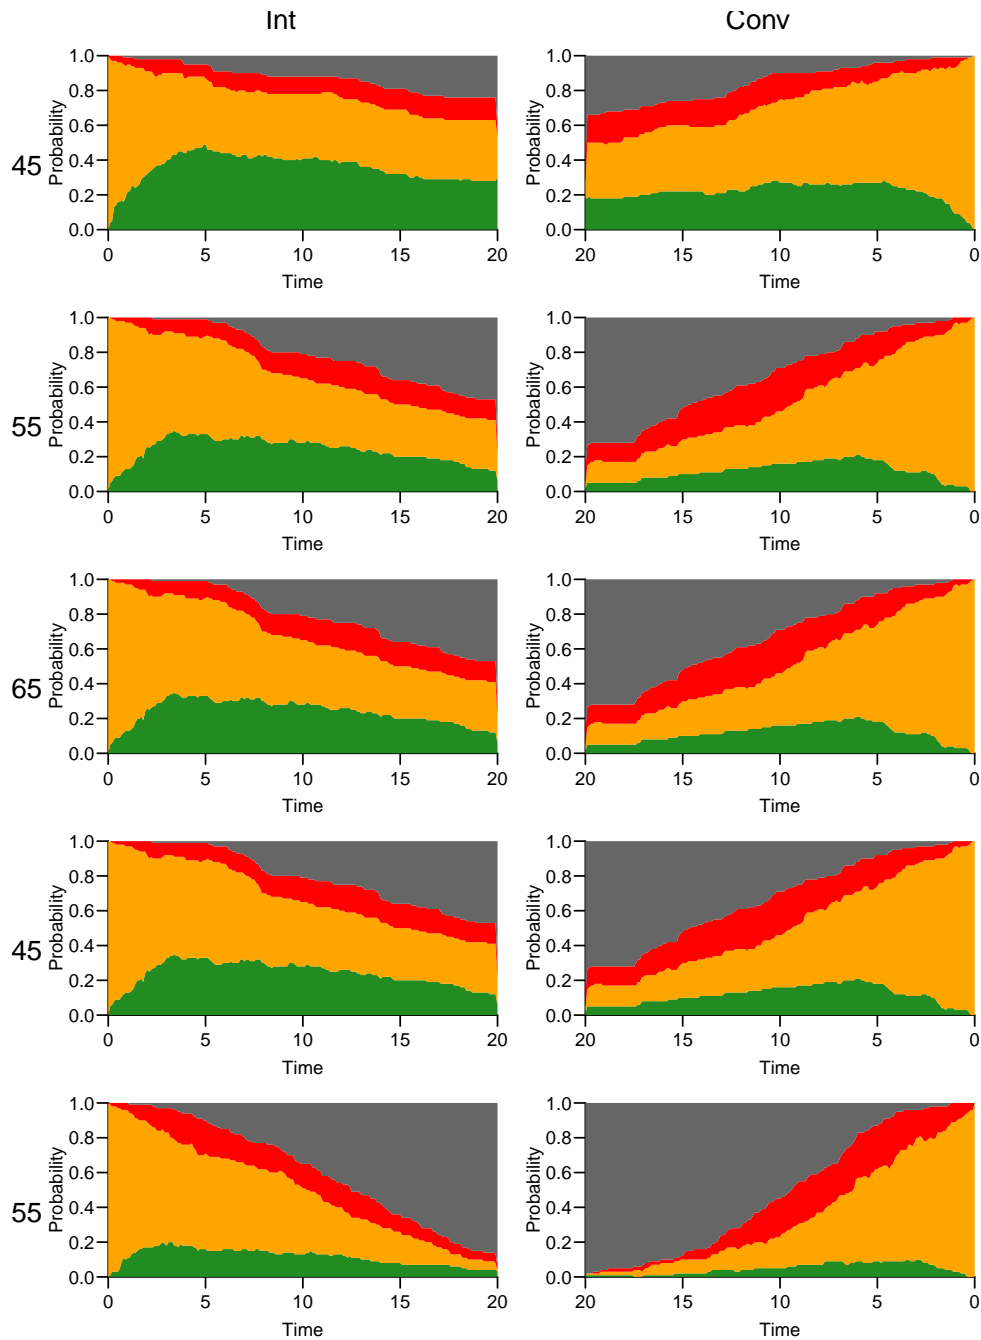 Int Conv
1.0 0.8 0.6 0.4 0.2 0.0 Probability 45 0 5 10 15 20 Time
1.0 0.8 0.6 0.4 0.2 0.0 Probability 20 15 10 5 0 Time
1.0 0.8 0.6 0.4 0.2 0.0 Probability 55 0 5 10 15 20 Time
1.0 0.8 0.6 0.4 0.2 0.0 Probability 20 15 10 5 0 Time
1.0 0.8 0.6 0.4 0.2 0.0 Probability 65 0 5 10 15 20 Time
1.0 0.8 0.6 0.4 0.2 0.0 Probability 20 15 10 5 0 Time
1.0 0.8 0.6 0.4 0.2 0.0 Probability 45 0 5 10 15 20 Time
1.0 0.8 0.6 0.4 0.2 0.0 Probability 20 15 10 5 0 Time
1.0 0.8 0.6 0.4 0.2 0.0 Probability 55 0 5 10 15 20 Time
1.0 0.8 0.6 0.4 0.2 0.0 Probability 20 15 10 5 0 Time